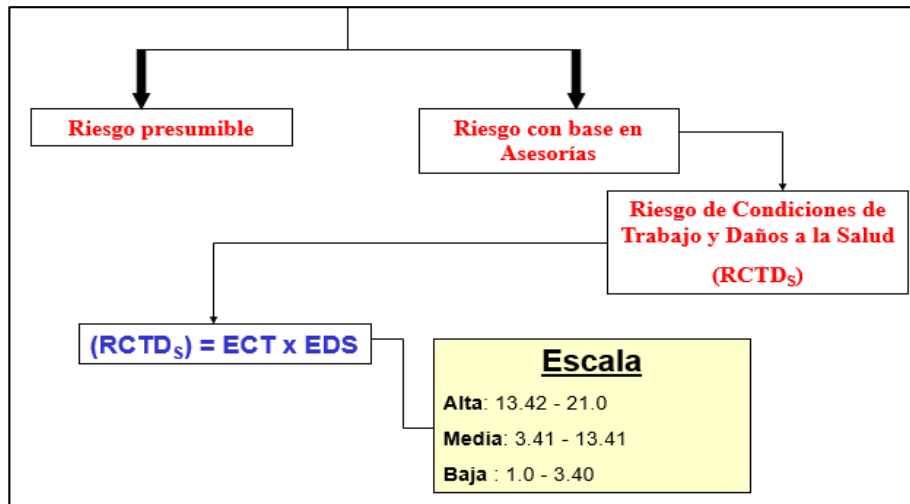 Riesgo presumible
Riesgo con base en
Asesorías
Riesgo de Condiciones de
Trabajo y Daños a la Salud
(RCTDS)
(RCTDS) = ECT x EDS
Escala
Alta: 13.42 - 21.0
Media: 3.41 - 13.41
Baja : 1.0 - 3.40